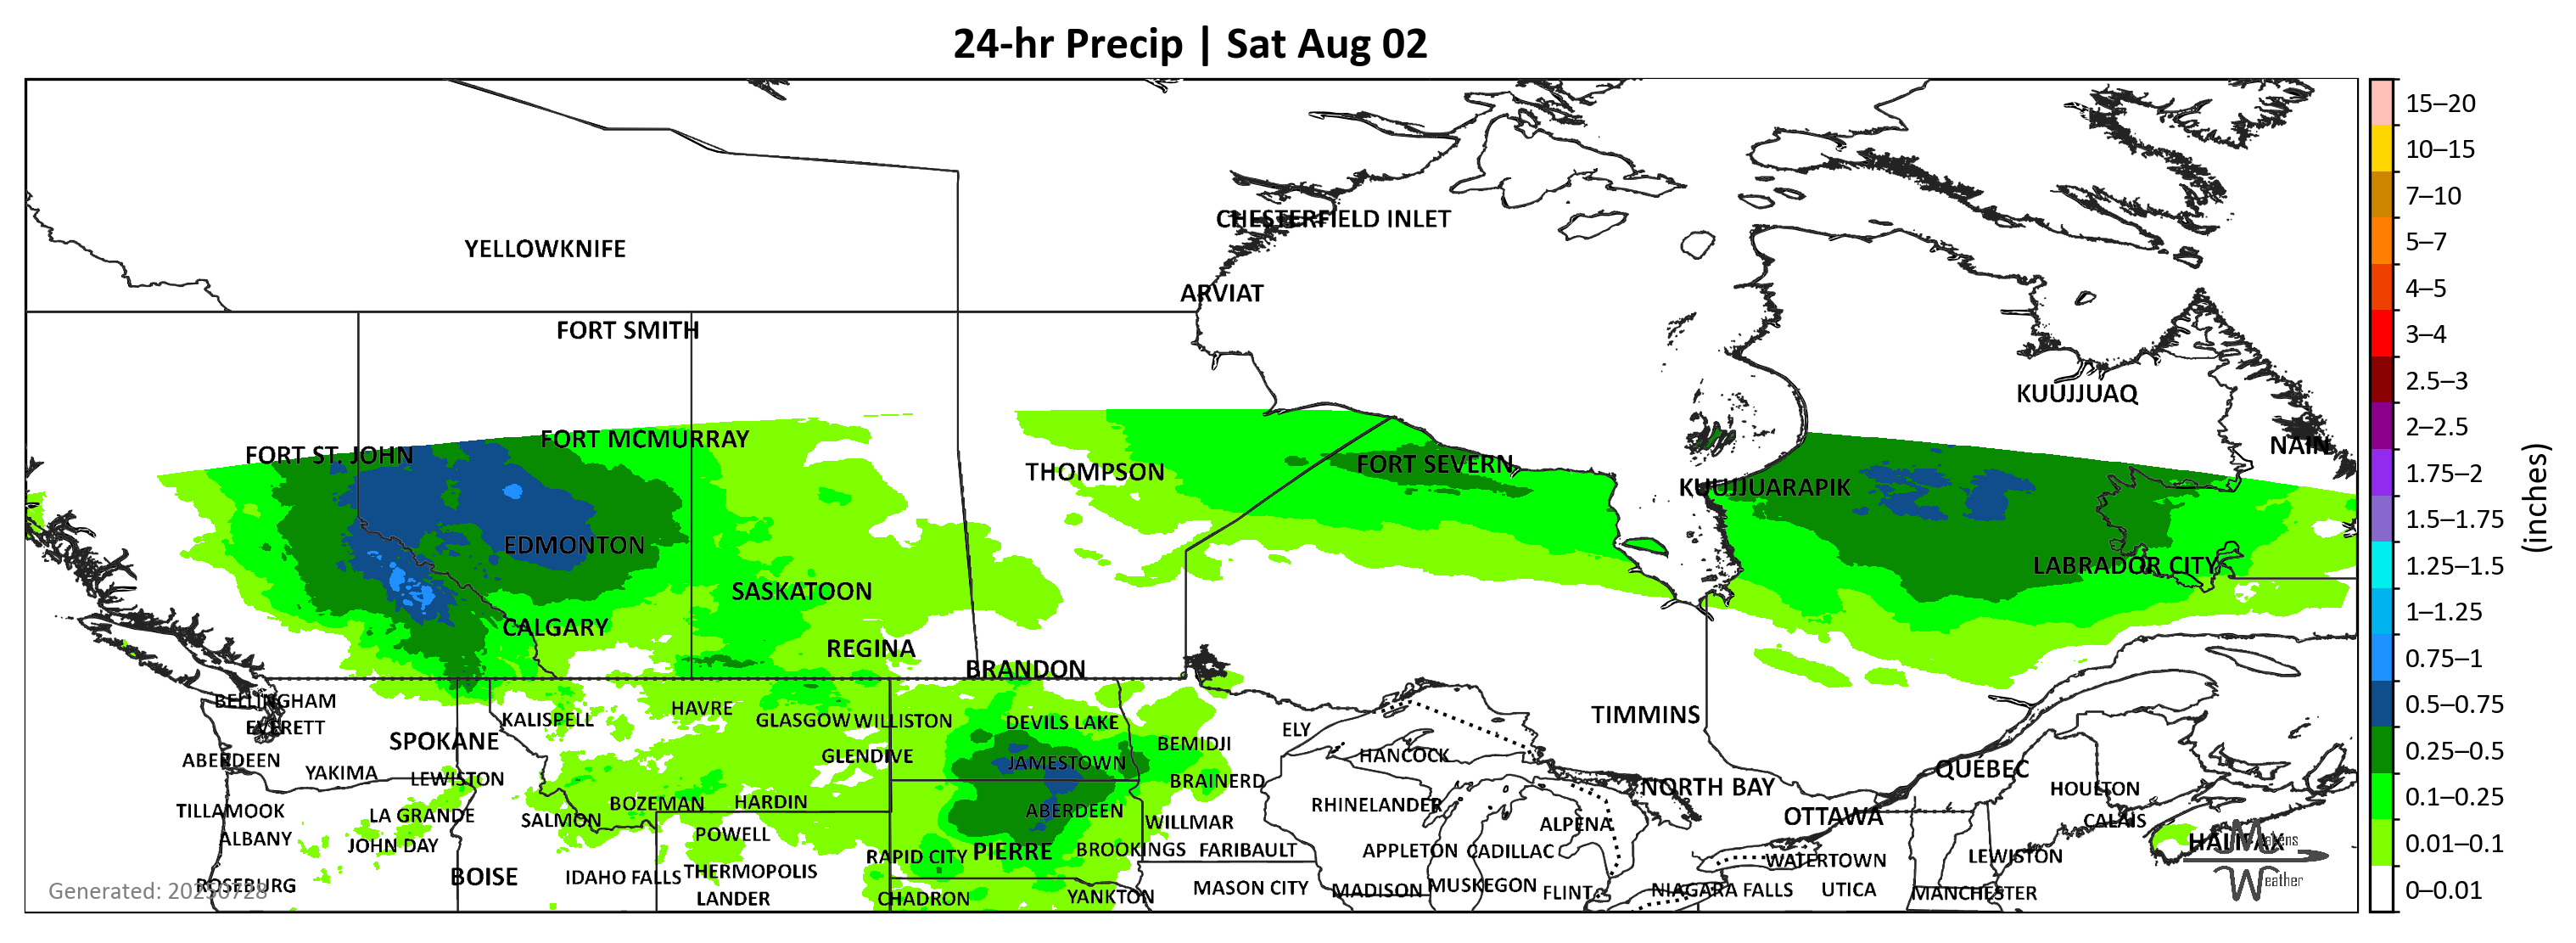 24-hr Precip | Sat Aug 02
15–20
10–15
7–10
5–7
4–5
3–4
2.5–3
2–2.5
1.75–2
1.5–1.75
1.25–1.5
1–1.25
0.75–1
0.5–0.75
0.25–0.5
0.1–0.25
0.01–0.1
0–0.01
(inches)
CHESTERFIELD INLET
YELLOWKNIFE
ARVIAT
FORT SMITH
KUUJJUAQ
FORT MCMURRAY
NAIN
FORT ST. JOHN
FORT SEVERN
THOMPSON
KUUJJUARAPIK
EDMONTON
LABRADOR CITY
SASKATOON
CALGARY
REGINA
BRANDON
BELLINGHAM
HAVRE
TIMMINS
KALISPELL
GLASGOW
WILLISTON
DEVILS LAKE
EVERETT
ELY
SPOKANE
BEMIDJI
GLENDIVE
HANCOCK
ABERDEEN
JAMESTOWN
QUÉBEC
YAKIMA
LEWISTON
BRAINERD
NORTH BAY
HOULTON
BOZEMAN
HARDIN
RHINELANDER
TILLAMOOK
LA GRANDE
ABERDEEN
SALMON
WILLMAR
OTTAWA
CALAIS
ALPENA
POWELL
ALBANY
JOHN DAY
HALIFAX
Makens
RAPID CITY
PIERRE
BROOKINGS
FARIBAULT
APPLETON
CADILLAC
WATERTOWN
LEWISTON
BOISE
IDAHO FALLS
THERMOPOLIS
Weather
ROSEBURG
Generated: 20250728
MASON CITY
MADISON
MUSKEGON
FLINT
NIAGARA FALLS
UTICA
MANCHESTER
LANDER
CHADRON
YANKTON